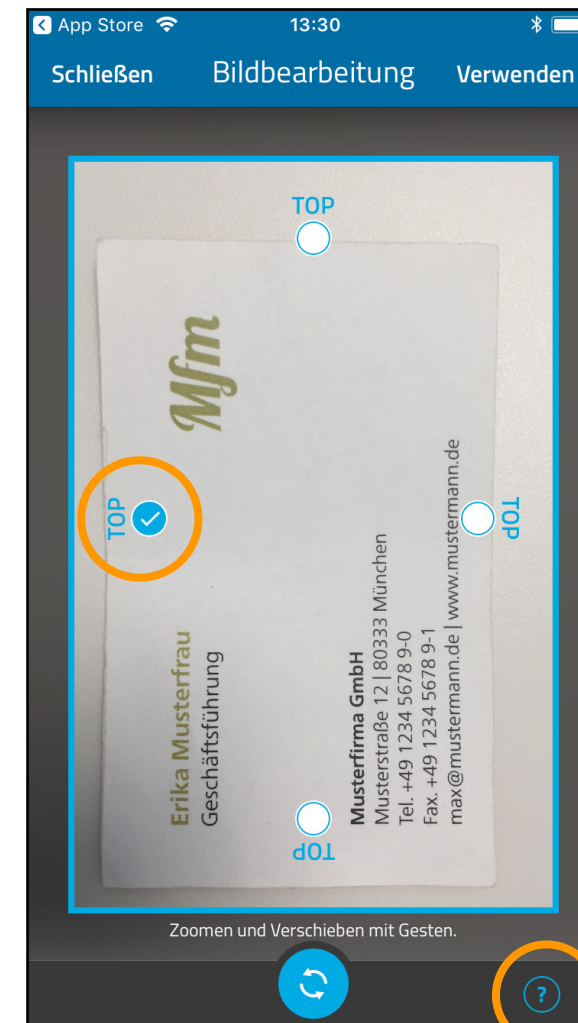 App Store 13:30
Schließen Bildbearbeitung Verwenden
TOP
Mfm
TOP
TOP
Erika Musterfrau
Geschäftsführung
Musterfirma GmbH
Musterstraße 12 | 80333 München
Tel. +49 1234 5678 9-0
Fax. +49 1234 5678 9-1
max@mustermann.de | www.mustermann.de
TOP
Zoomen und Verschieben mit Gesten.
?